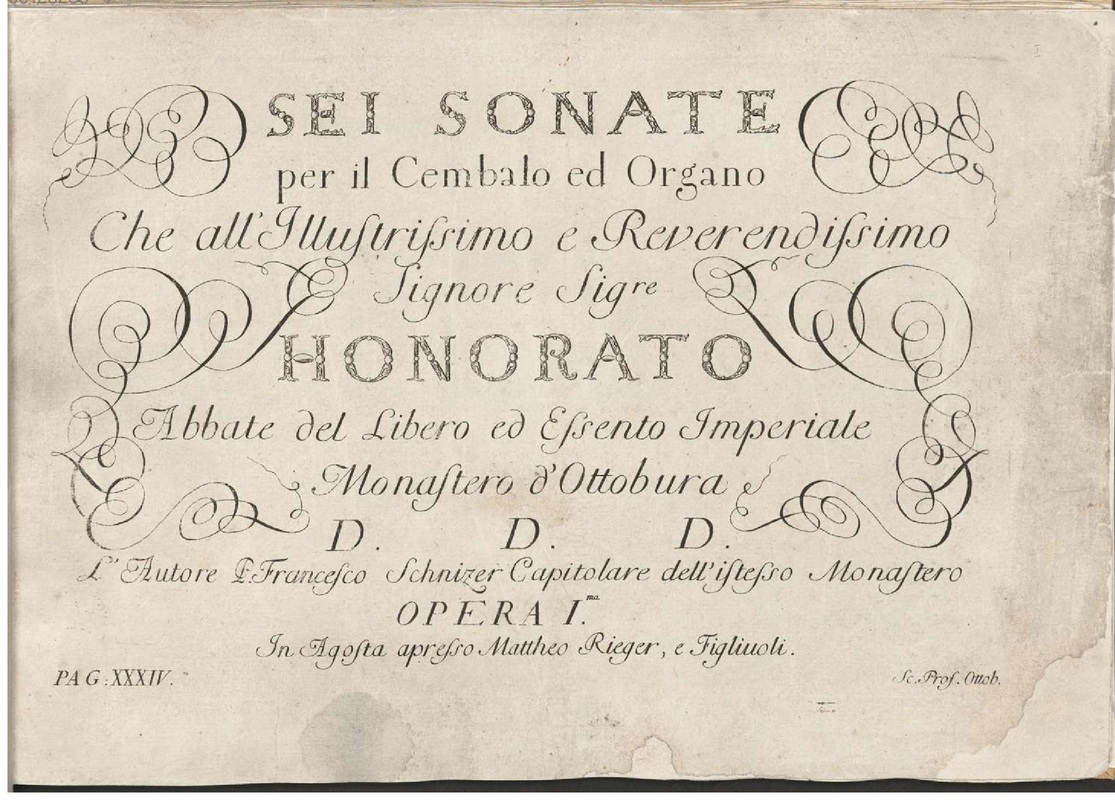 SEI SONATE
per il Cembalo ed Organo
Che all'Illuſtriſsimo e Reverendiſsimo
Signore Sigre
HONORATO
Abbate del Libero ed Eſsento Imperiale
Monaſtero d'Ottobura
D. D. D.
L'Autore P. Franceſco Schnizer Capitolare dell'iſteſso Monaſtero
OPERA I.ma
In Agoſta apreſso Mattheo Rieger, e Figliuoli.
PAG: XXXIV.
Sc. Prof. Ottob.